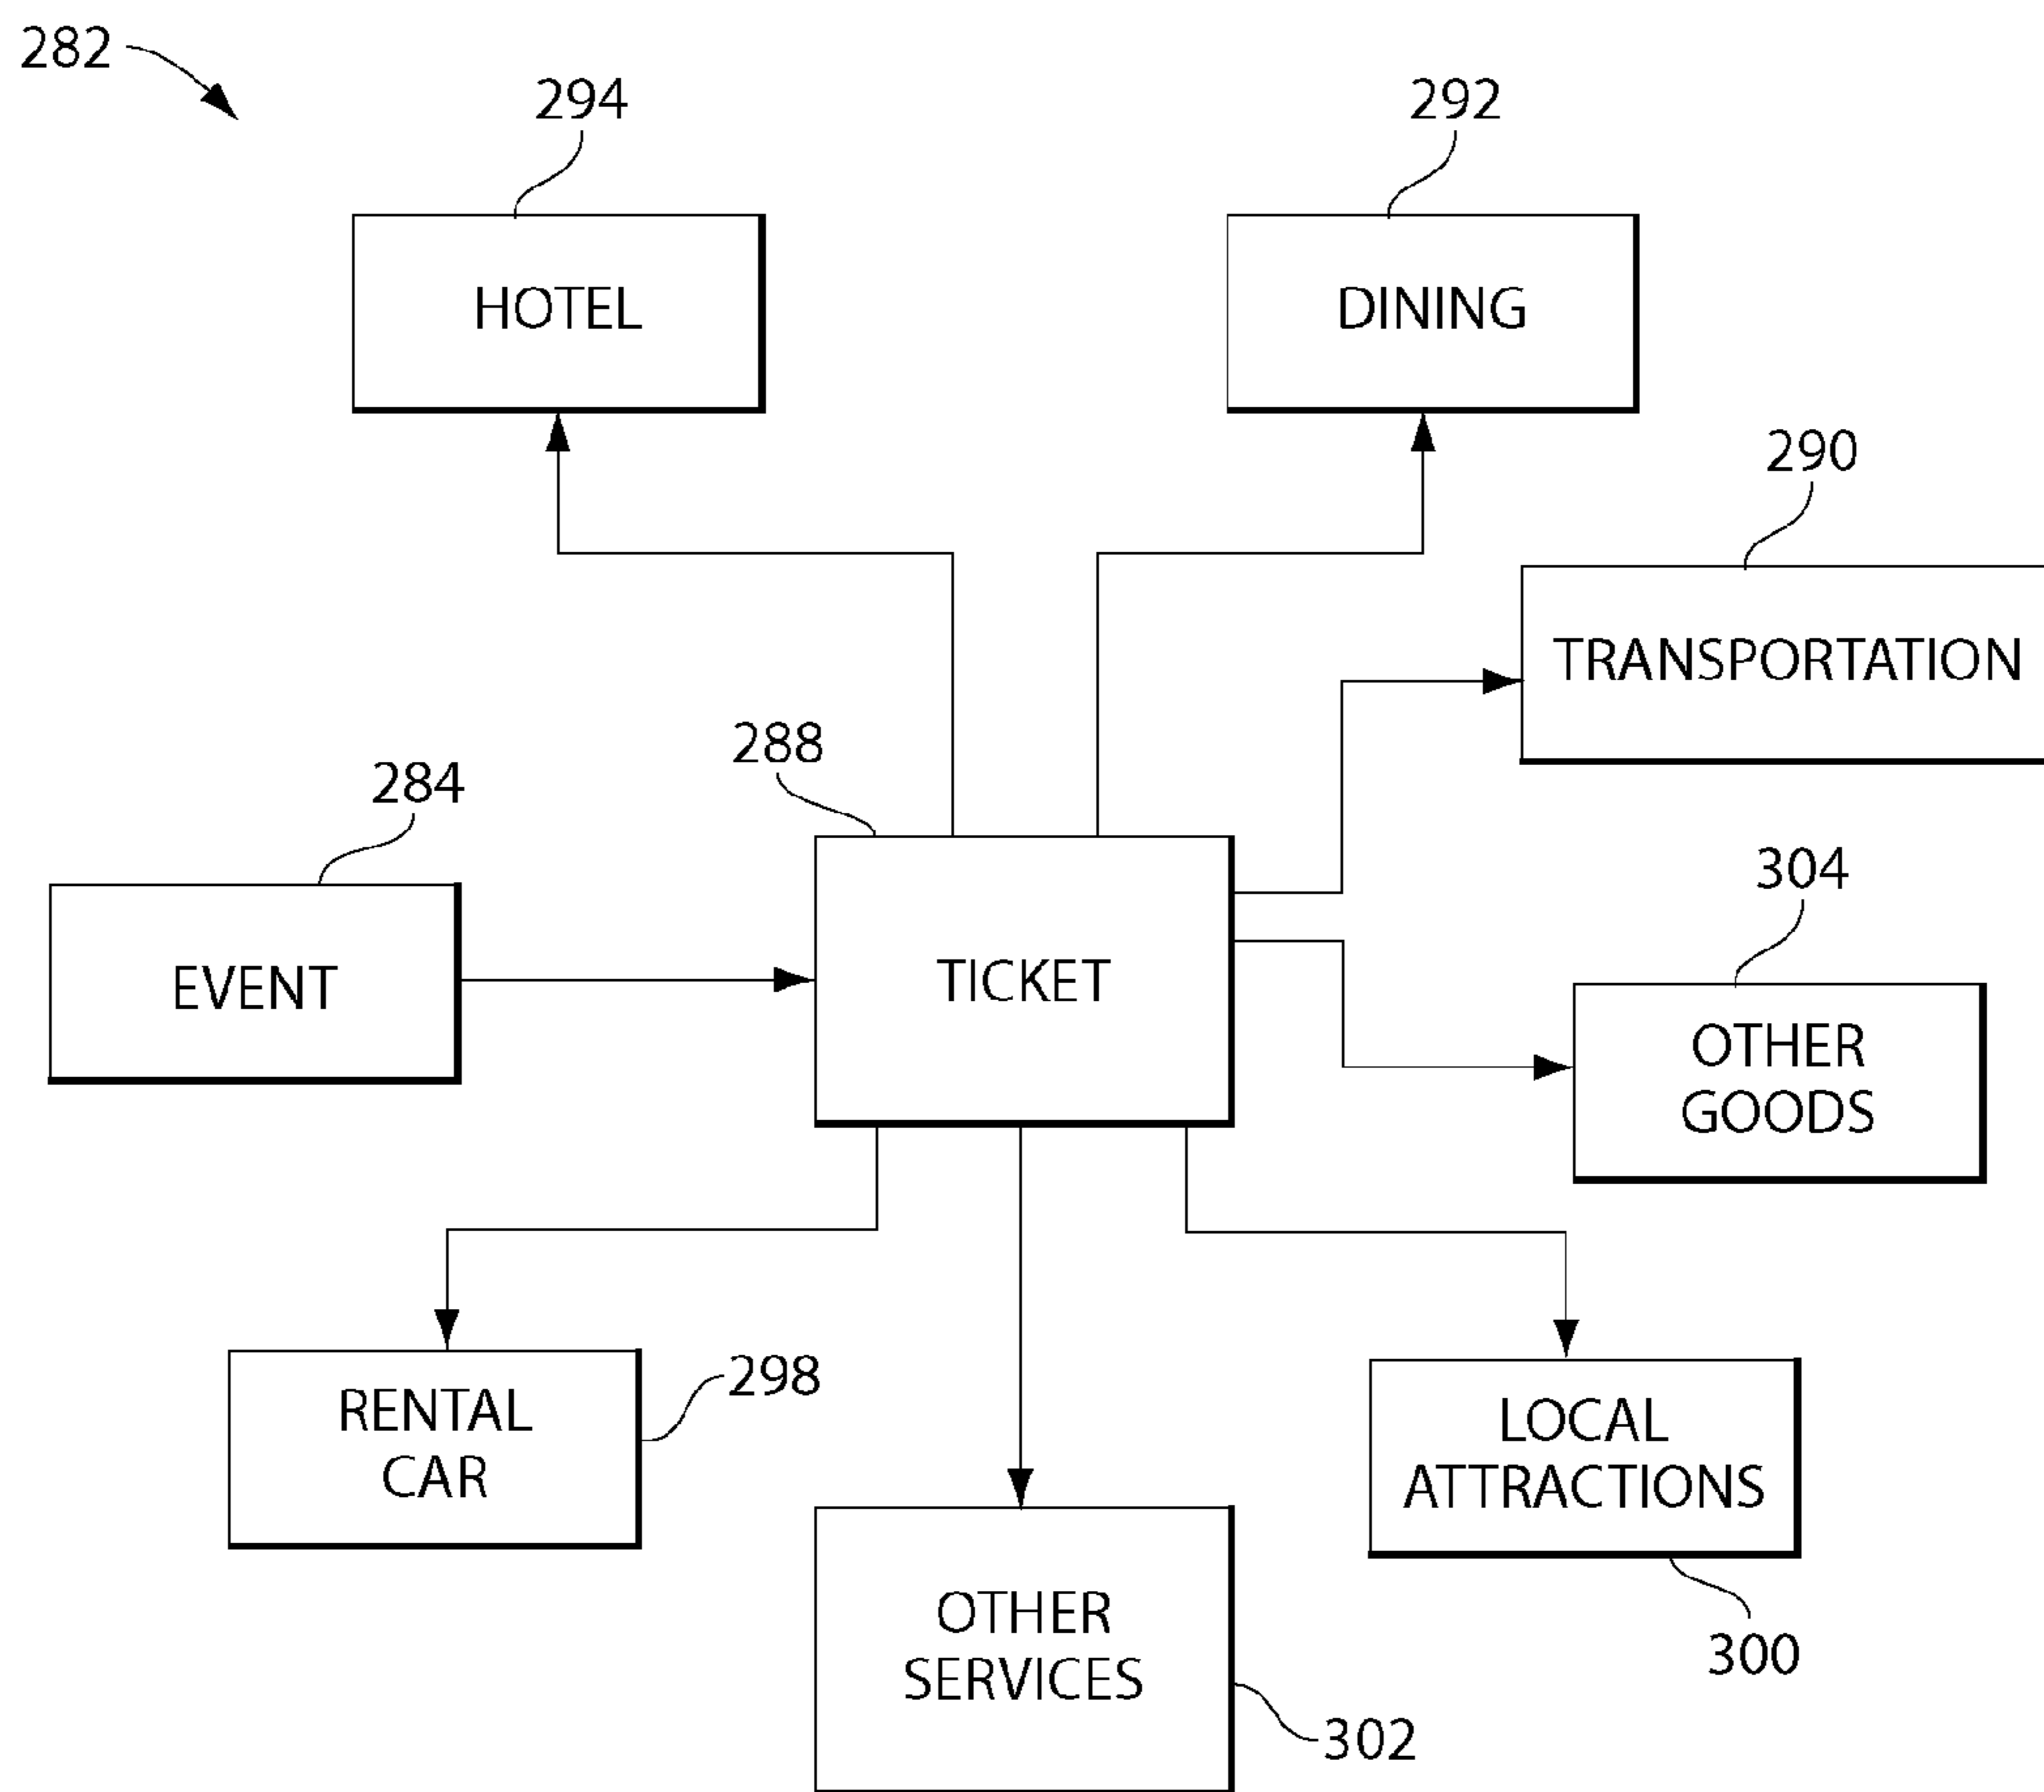 282
294
292
HOTEL
DINING
290
TRANSPORTATION
288
284
304
EVENT
TICKET
OTHER
GOODS
298
RENTAL
CAR
LOCAL
ATTRACTIONS
OTHER
SERVICES
300
302